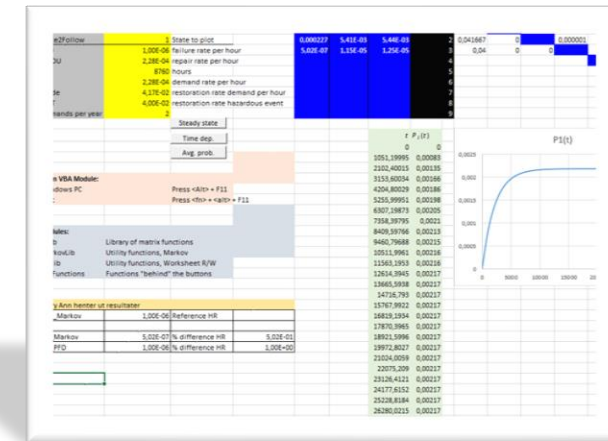 e2Follow 1 State to plot 0,000227 5,41E-03 5,44E-03 2 0,041667 0 0,000001
1,00E-06 failure rate per hour 5,02E-07 1,15E-05 1,25E-05 3 0,04 0 0
DU 2,28E-04 repair rate per hour 4
8760 hours 5
2,28E-04 demand rate per hour 6
de 4,17E-02 restoration rate demand per hour 7
4,00E-02 restoration rate hazardous event 8
mands per year 2 9
Steady state
Time dep.
Avg. prob.
n VBA Module:
dows PC Press <Alt> + F11
Press <fn> + <alt> + F11
dules:
b Library of matrix functions
kovLib Utility functions, Markov
ib Utility functions, Worksheet R/W
Functions Functions "behind" the buttons
y Ann henter ut resultater
_Markov 1,00E-06 Reference HR
Markov 5,02E-07 % difference HR 5,02E-01
PFD 1,00E-06 % difference HR 1,00E+00
t P₁(t)
0 0
1051,19995 0,00083
2102,40015 0,00135
3153,60034 0,00166
4204,80029 0,00186
5255,99951 0,00198
6307,19873 0,00205
7358,39795 0,0021
8409,59766 0,00213
9460,79688 0,00215
10511,9961 0,00216
11563,1953 0,00216
12614,3945 0,00217
13665,5938 0,00217
14716,793 0,00217
15767,9922 0,00217
16819,1934 0,00217
17870,3965 0,00217
18921,5996 0,00217
19972,8027 0,00217
21024,0059 0,00217
22075,209 0,00217
23126,4121 0,00217
24177,6152 0,00217
25228,8184 0,00217
26280,0215 0,00217
P1(t)
0,0025
0,002
0,0015
0,001
0,0005
0
0 5000 10000 15000 20